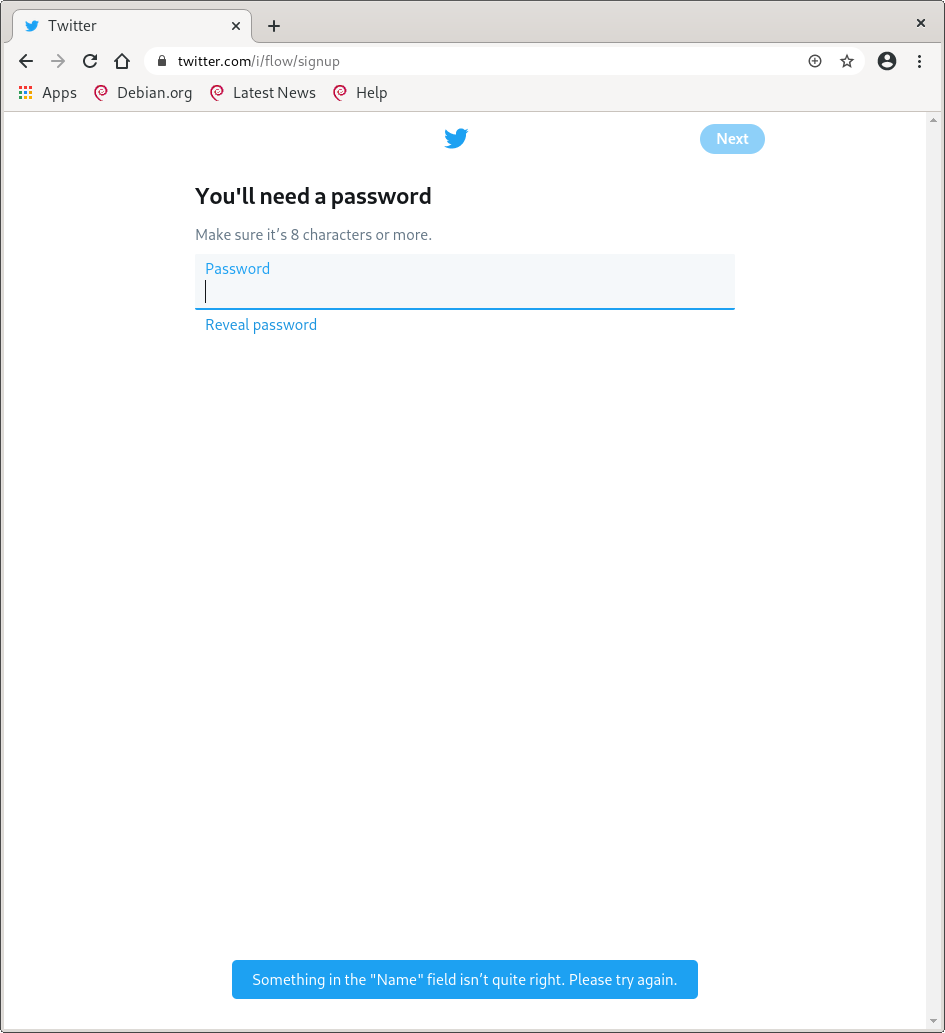 Twitter
twitter.com/i/flow/signup
Apps Debian.org Latest News Help
Next
You'll need a password
Make sure it’s 8 characters or more.
Password
Reveal password
Something in the "Name" field isn’t quite right. Please try again.